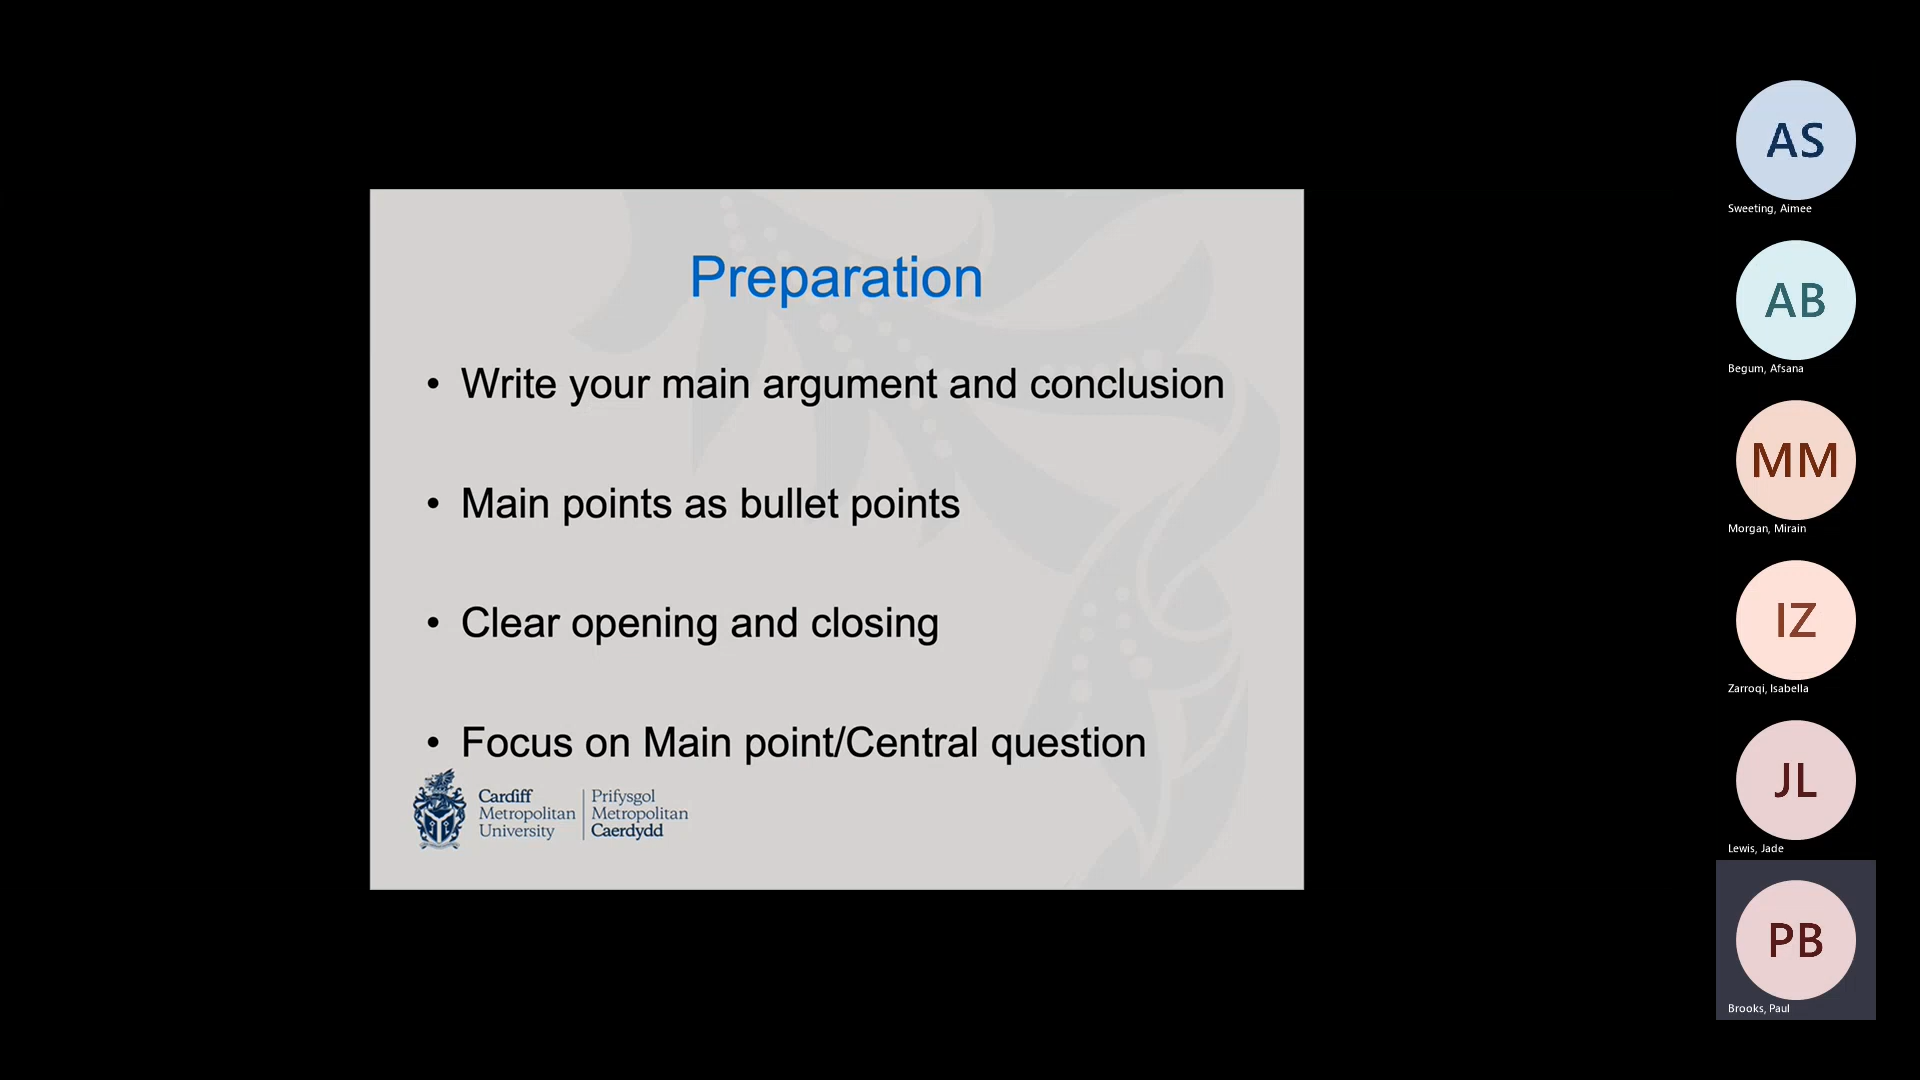 Preparation
• Write your main argument and conclusion
• Main points as bullet points
• Clear opening and closing
• Focus on Main point/Central question
Cardiff
Metropolitan
University
Prifysgol
Metropolitan
Caerdydd
AS
Sweeting, Aimee
AB
Begum, Afsana
MM
Morgan, Mirain
IZ
Zarroqi, Isabella
JL
Lewis, Jade
PB
Brooks, Paul